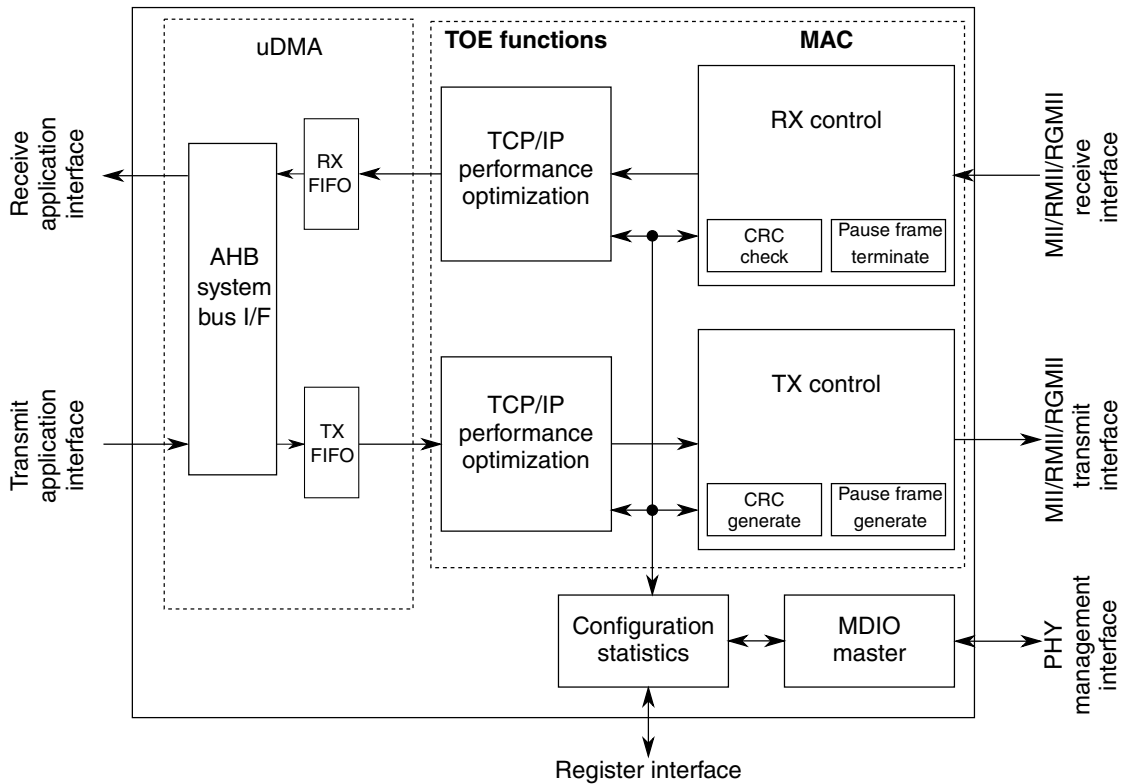 uDMA
TOE functions
MAC
Receive
application
interface
AHB
system
bus I/F
RX
FIFO
TCP/IP
performance
optimization
RX control
CRC
check
Pause frame
terminate
MII/RMII/RGMII
receive
interface
Transmit
application
interface
TX
FIFO
TCP/IP
performance
optimization
TX control
CRC
generate
Pause frame
generate
MII/RMII/RGMII
transmit
interface
Configuration
statistics
MDIO
master
PHY
management
interface
Register interface